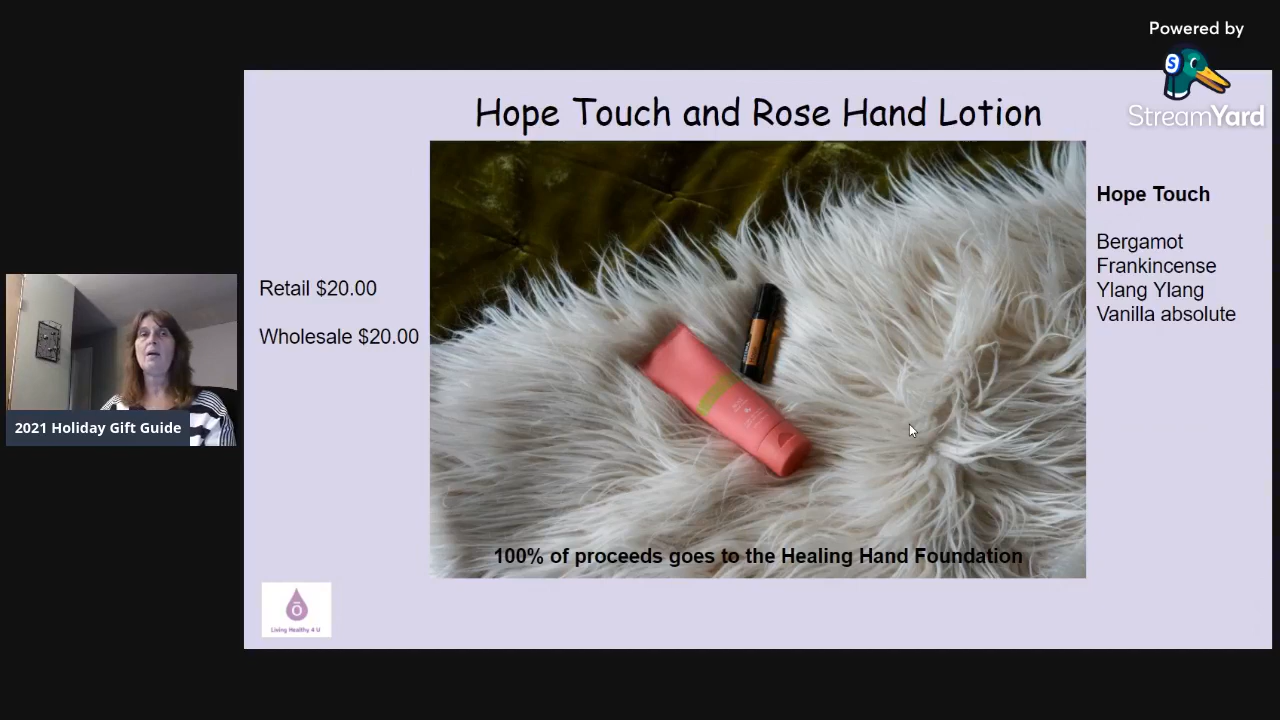 Powered by
S
StreamYard
Hope Touch and Rose Hand Lotion
Hope Touch
Bergamot
Frankincense
Ylang Ylang
Vanilla absolute
Retail $20.00
Wholesale $20.00
2021 Holiday Gift Guide
100% of proceeds goes to the Healing Hand Foundation
ō
Living Healthy 4 U